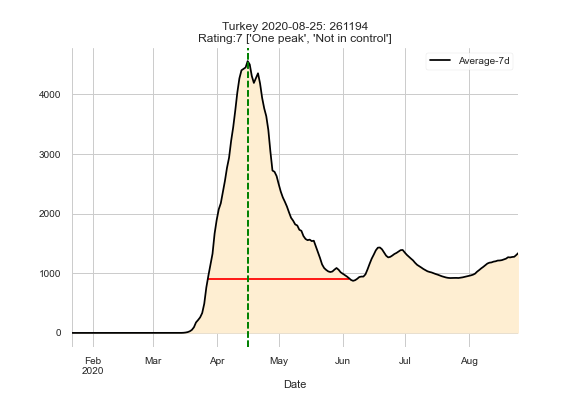 Turkey 2020-08-25: 261194
Rating:7 ['One peak', 'Not in control']
Average-7d
4000
3000
2000
1000
0
Feb Mar Apr May Jun Jul Aug
2020
Date